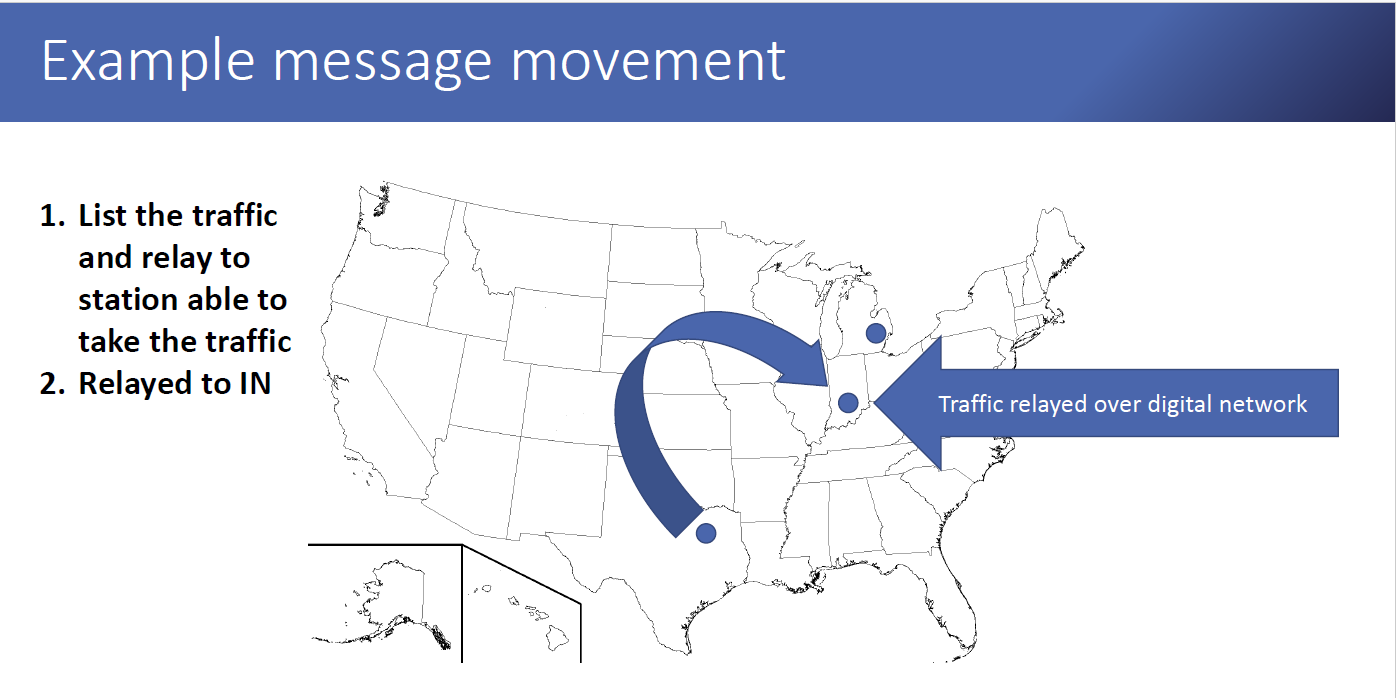 Example message movement
1. List the traffic
and relay to
station able to
take the traffic
2. Relayed to IN
Traffic relayed over digital network